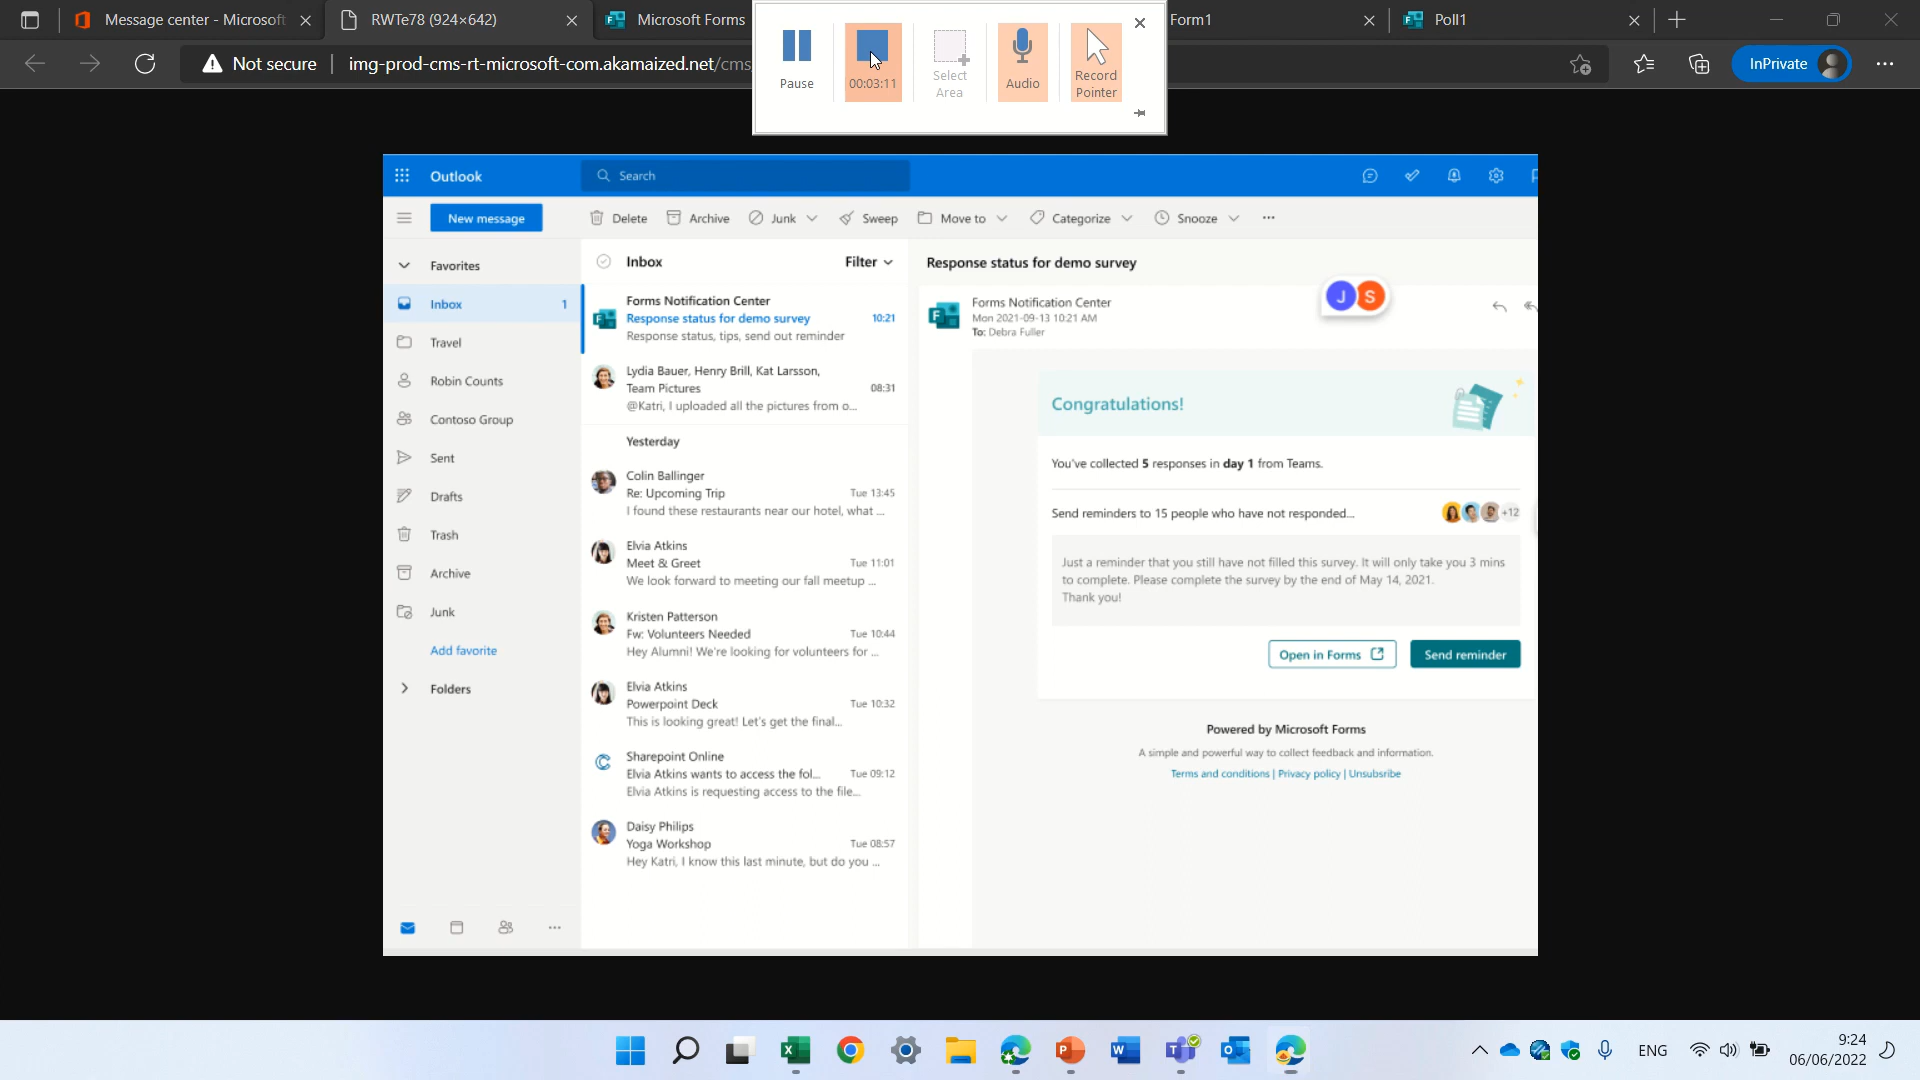 Message center - Microsoft
RWTe78 (924×642)
Microsoft Forms
Form1
Poll1
Not secure
img-prod-cms-rt-microsoft-com.akamaized.net/cms
InPrivate
Pause
00:03:11
Select
Area
Audio
Record
Pointer
Outlook
Search
New message
Delete
Archive
Junk
Sweep
Move to
Categorize
Snooze
Favorites
Inbox 1
Travel
Robin Counts
Contoso Group
Sent
Drafts
Trash
Archive
Junk
Add favorite
Folders
Inbox
Filter
Forms Notification Center
Response status for demo survey 10:21
Response status, tips, send out reminder
Lydia Bauer, Henry Brill, Kat Larsson,
Team Pictures 08:31
@Katri, I uploaded all the pictures from o...
Yesterday
Colin Ballinger
Re: Upcoming Trip Tue 13:45
I found these restaurants near our hotel, what ...
Elvia Atkins
Meet & Greet Tue 11:01
We look forward to meeting our fall meetup ...
Kristen Patterson
Fw: Volunteers Needed Tue 10:44
Hey Alumni! We're looking for volunteers for ...
Elvia Atkins
Powerpoint Deck Tue 10:32
This is looking great! Let's get the final...
Sharepoint Online
Elvia Atkins wants to access the fol... Tue 09:12
Elvia Atkins is requesting access to the file...
Daisy Philips
Yoga Workshop Tue 08:57
Hey Katri, I know this last minute, but do you ...
Response status for demo survey
Forms Notification Center
Mon 2021-09-13 10:21 AM
To: Debra Fuller
J S
Congratulations!
You've collected 5 responses in day 1 from Teams.
Send reminders to 15 people who have not responded...
+12
Just a reminder that you still have not filled this survey. It will only take you 3 mins
to complete. Please complete the survey by the end of May 14, 2021.
Thank you!
Open in Forms
Send reminder
Powered by Microsoft Forms
A simple and powerful way to collect feedback and information.
Terms and conditions | Privacy policy | Unsubsribe
ENG
9:24
06/06/2022